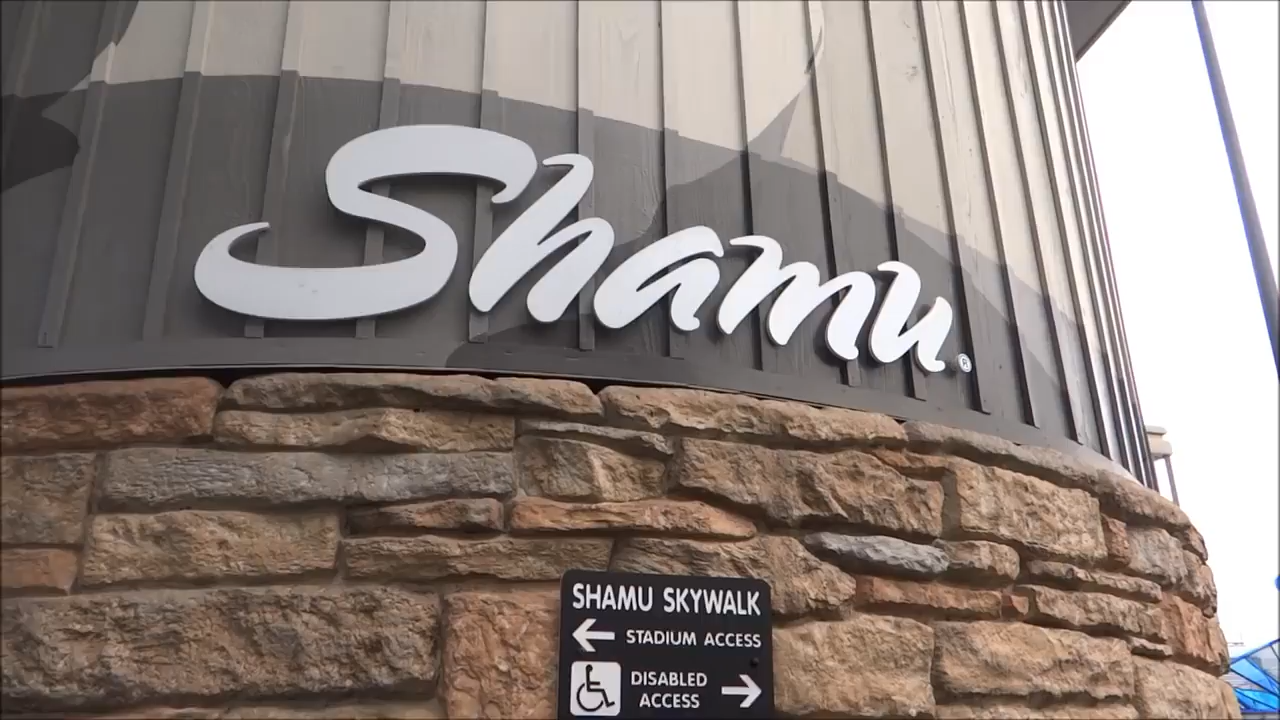 Shamu®
SHAMU SKYWALK
← STADIUM ACCESS
DISABLED
ACCESS →